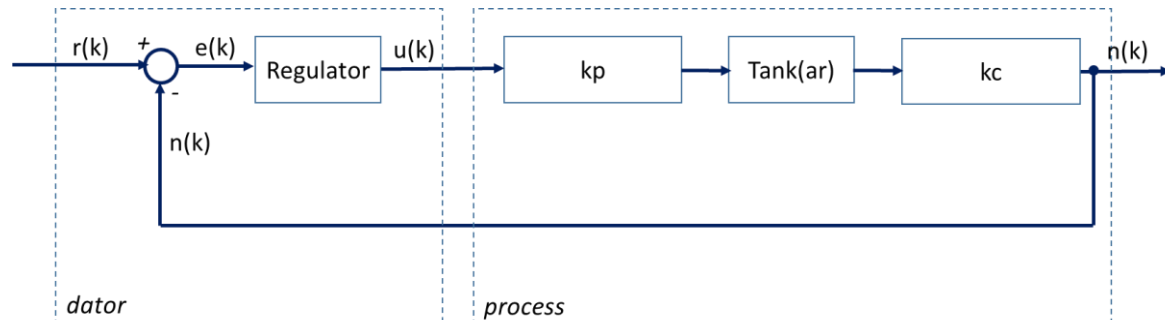 r(k)
+
e(k)
Regulator
u(k)
kp
Tank(ar)
kc
n(k)
-
n(k)
dator
process